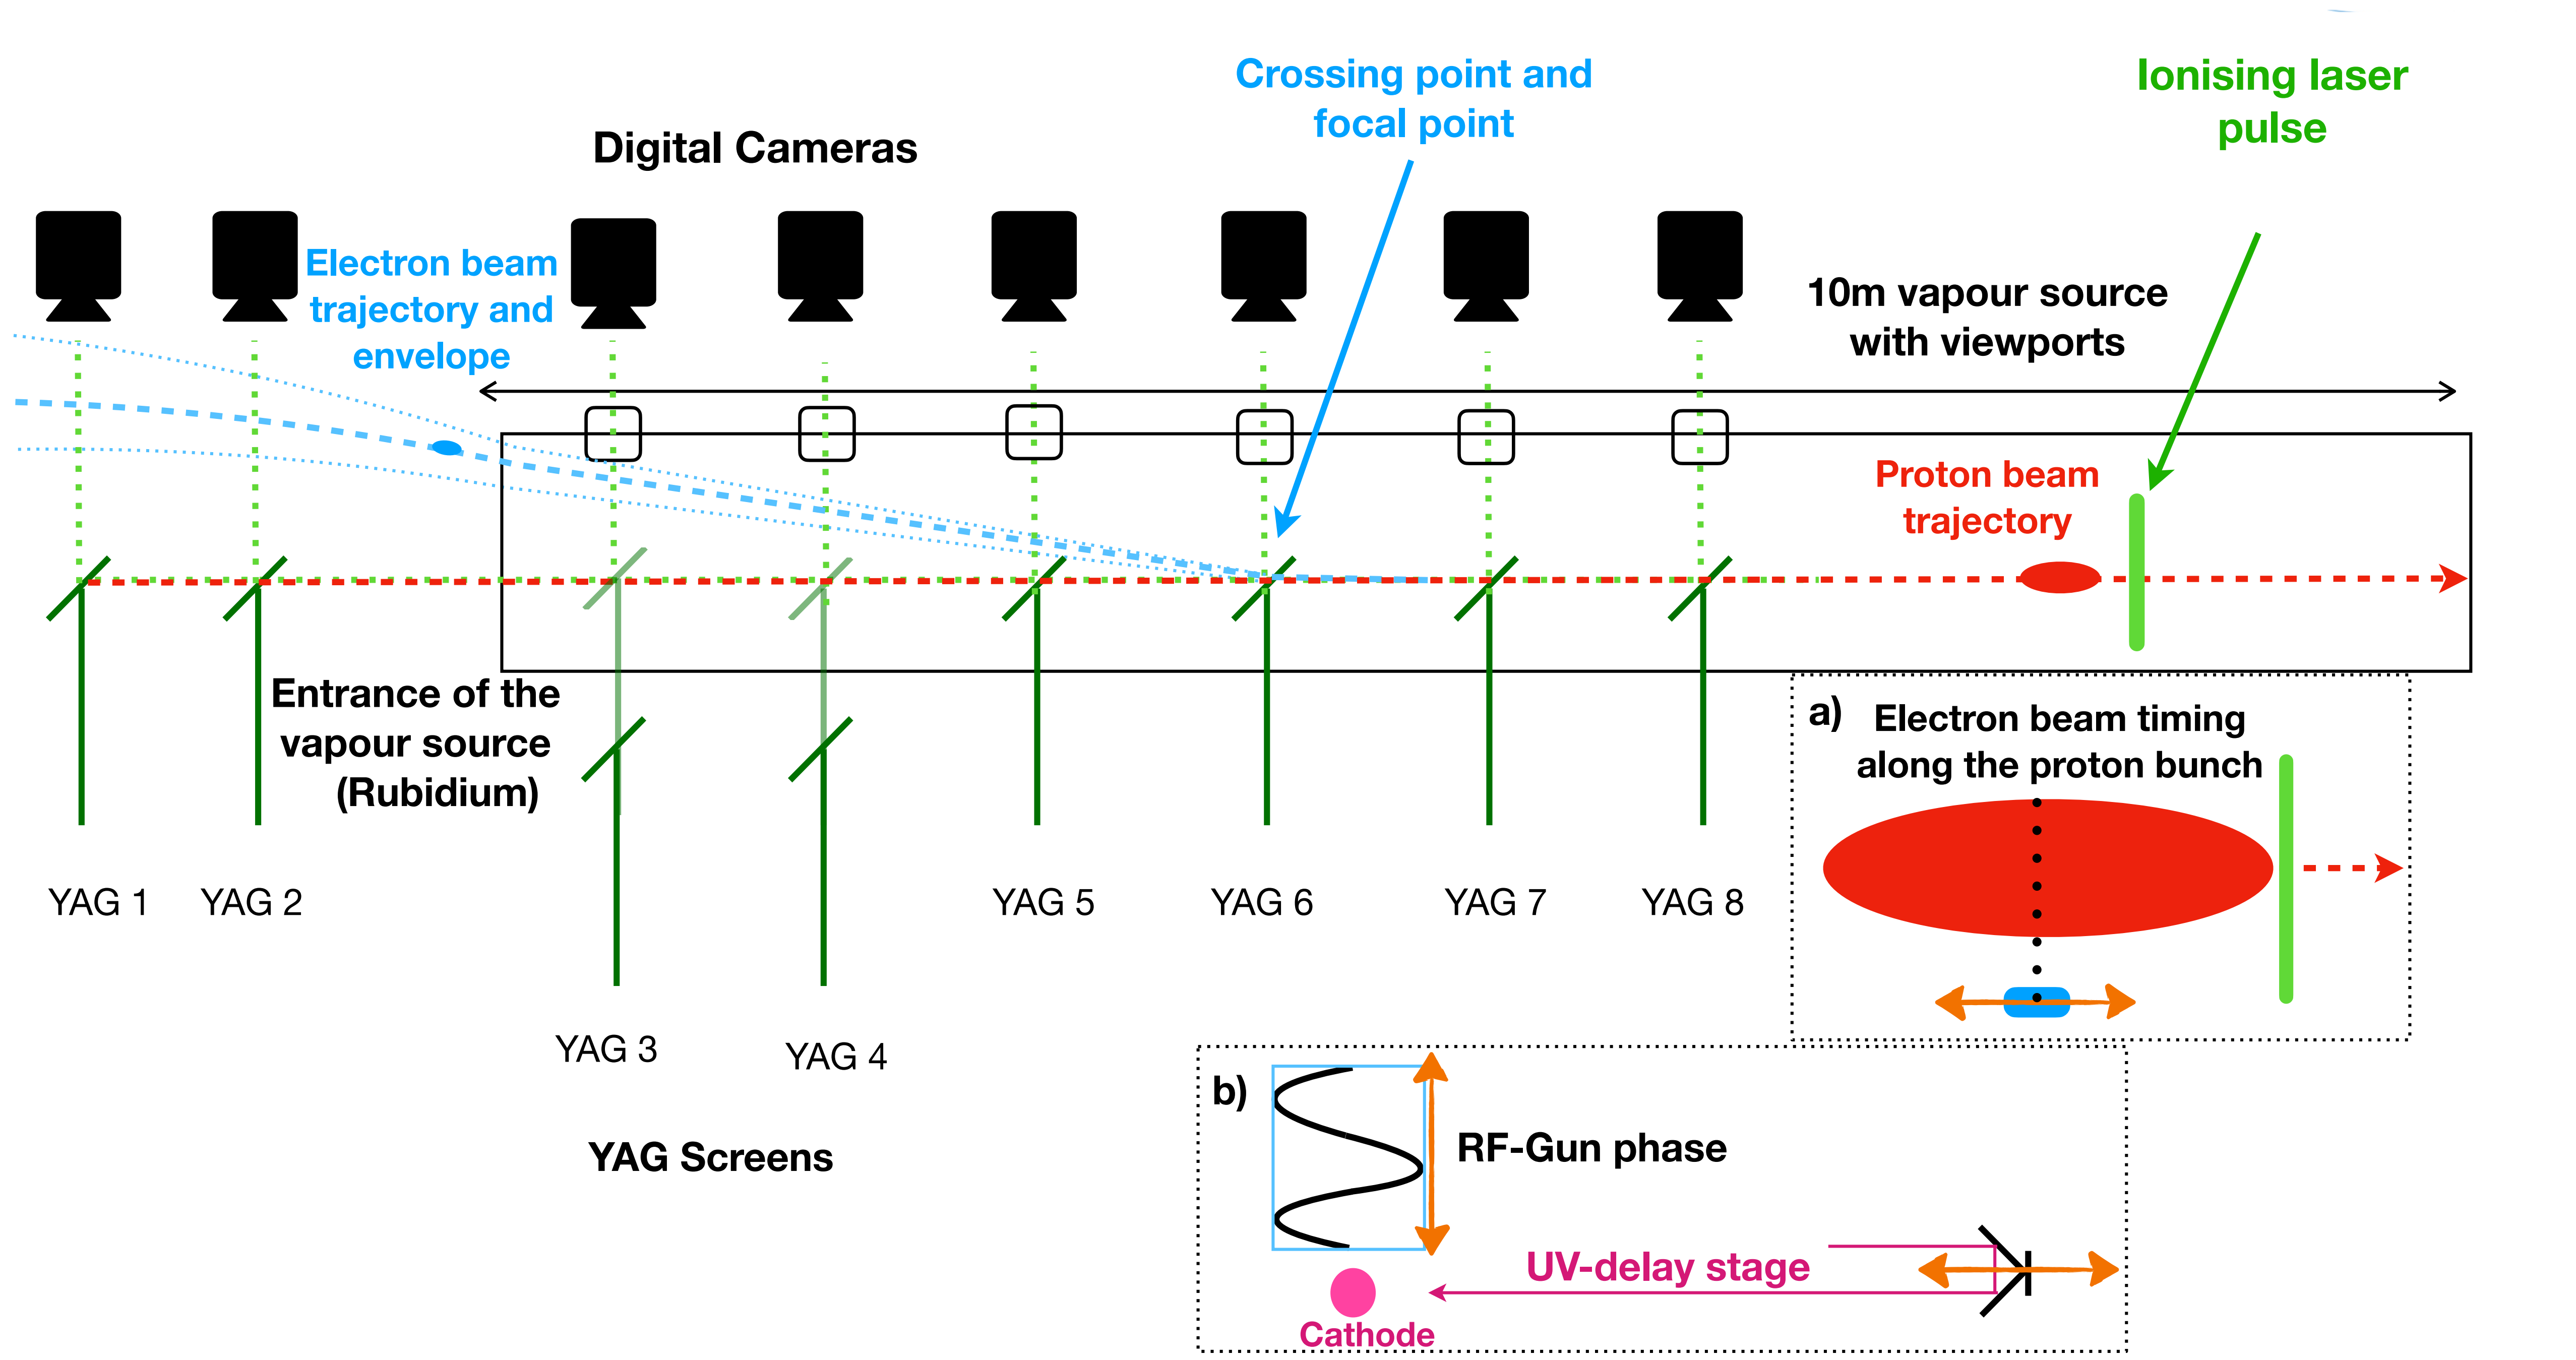 Crossing point and
focal point
Ionising laser
pulse
Digital Cameras
Electron beam
trajectory and
envelope
10m vapour source
with viewports
Proton beam
trajectory
Entrance of the
vapour source
(Rubidium)
YAG 1
YAG 2
YAG 3
YAG 4
YAG 5
YAG 6
YAG 7
YAG 8
YAG Screens
a)
Electron beam timing
along the proton bunch
b)
RF-Gun phase
UV-delay stage
Cathode